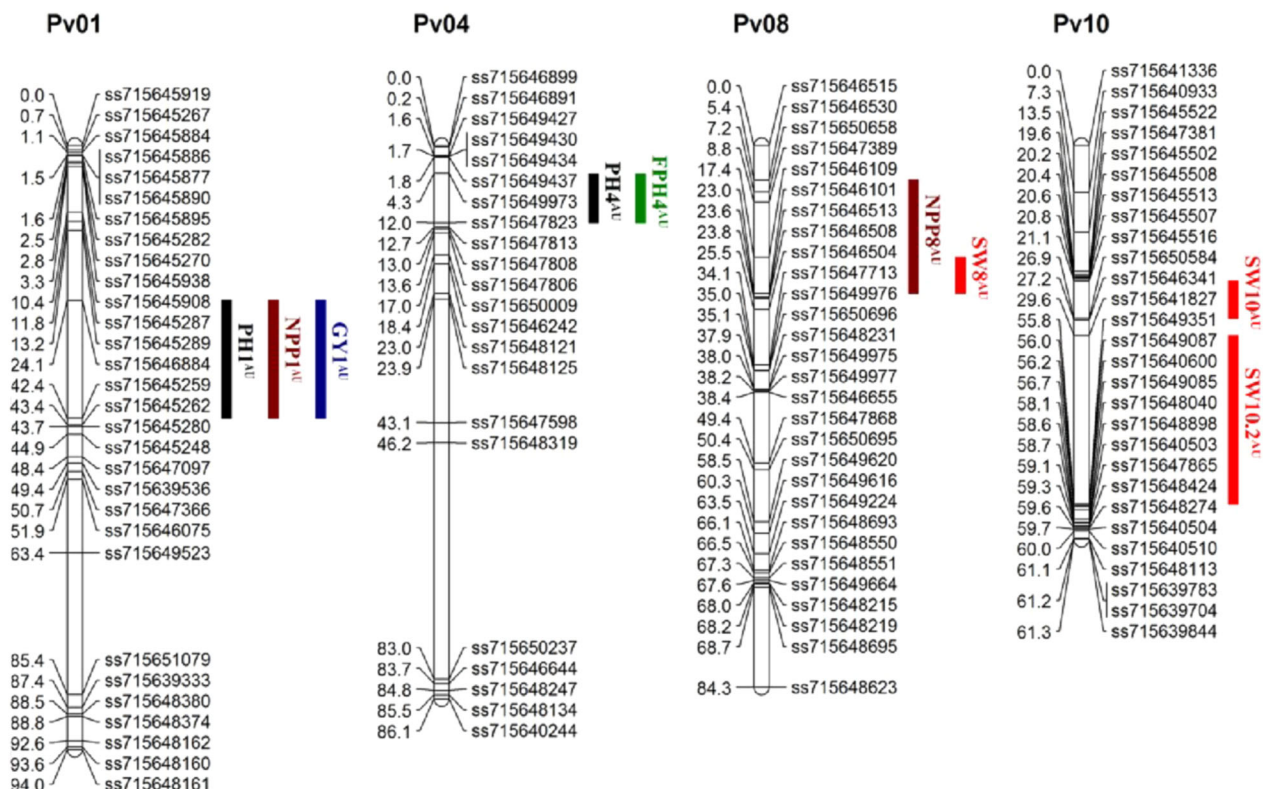 Pv01
0.0 ss715645919
0.7 ss715645267
1.1 ss715645884
ss715645886
1.5 ss715645877
ss715645890
1.6 ss715645895
2.5 ss715645282
2.8 ss715645270
3.3 ss715645938
10.4 ss715645908
11.8 ss715645287
13.2 ss715645289
24.1 ss715646884
42.4 ss715645259
43.4 ss715645262
43.7 ss715645280
44.9 ss715645248
48.4 ss715647097
49.4 ss715639536
50.7 ss715647366
51.9 ss715646075
63.4 ss715649523
85.4 ss715651079
87.4 ss715639333
88.5 ss715648380
88.8 ss715648374
92.6 ss715648162
93.6 ss715648160
94.0 ss715648161
PH1AU
NPP1AU
GY1AU
Pv04
0.0 ss715646899
0.2 ss715646891
1.6 ss715649427
ss715649430
1.7 ss715649434
1.8 ss715649437
4.3 ss715649973
12.0 ss715647823
12.7 ss715647813
13.0 ss715647808
13.6 ss715647806
17.0 ss715650009
18.4 ss715646242
23.0 ss715648121
23.9 ss715648125
43.1 ss715647598
46.2 ss715648319
83.0 ss715650237
83.7 ss715646644
84.8 ss715648247
85.5 ss715648134
86.1 ss715640244
PH4AU
FPH4AU
Pv08
0.0 ss715646515
5.4 ss715646530
7.2 ss715650658
8.8 ss715647389
17.4 ss715646109
23.0 ss715646101
23.6 ss715646513
23.8 ss715646508
25.5 ss715646504
34.1 ss715647713
35.0 ss715649976
35.1 ss715650696
37.9 ss715648231
38.0 ss715649975
38.2 ss715649977
38.4 ss715646655
49.4 ss715647868
50.4 ss715650695
58.5 ss715649620
60.3 ss715649616
63.5 ss715649224
66.1 ss715648693
66.5 ss715648550
67.3 ss715648551
67.6 ss715649664
68.0 ss715648215
68.2 ss715648219
68.7 ss715648695
84.3 ss715648623
NPP8AU
SW8AU
Pv10
0.0 ss715641336
7.3 ss715640933
13.5 ss715645522
19.6 ss715647381
20.2 ss715645502
20.4 ss715645508
20.6 ss715645513
20.8 ss715645507
21.1 ss715645516
26.9 ss715650584
27.2 ss715646341
29.6 ss715641827
55.8 ss715649351
56.0 ss715649087
56.2 ss715640600
56.7 ss715649085
58.1 ss715648040
58.6 ss715648898
58.7 ss715640503
59.1 ss715647865
59.3 ss715648424
59.6 ss715648274
59.7 ss715640504
60.0 ss715640510
61.1 ss715648113
ss715639783
61.2 ss715639704
61.3 ss715639844
SW10AU
SW10.2AU